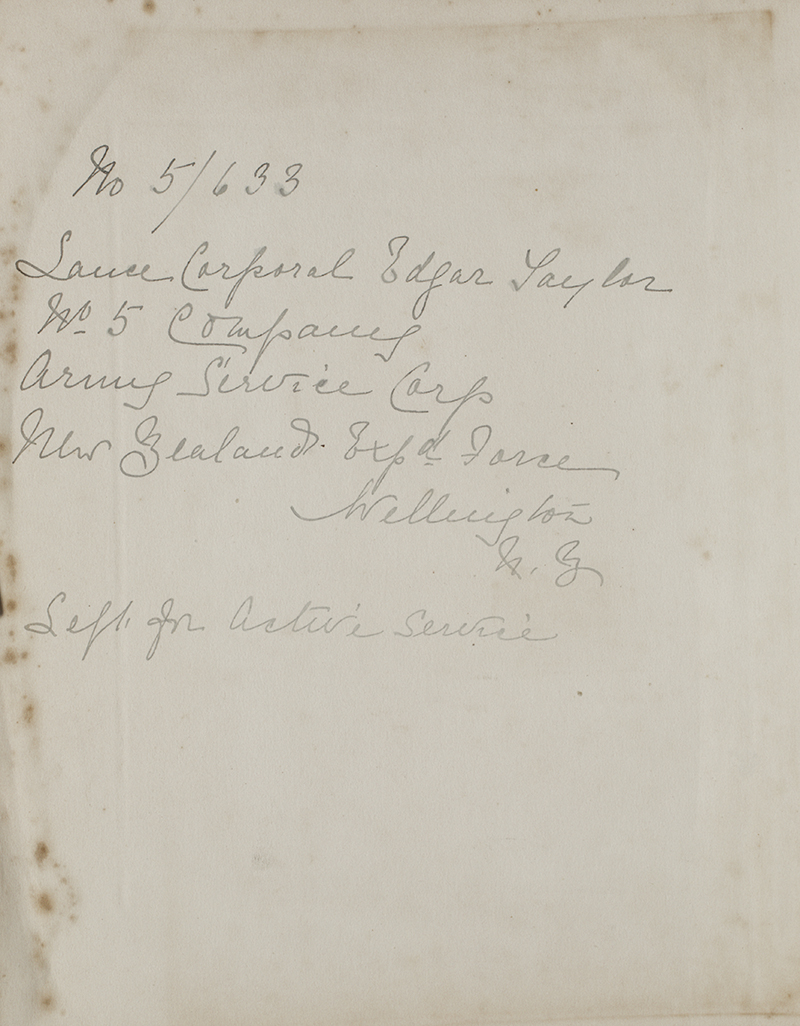 No 5/633
Lance Corporal Edgar Taylor
No 5 Company
Army Service Corp
New Zealand Expd Force
Wellington
N. Z
Left for Active Service